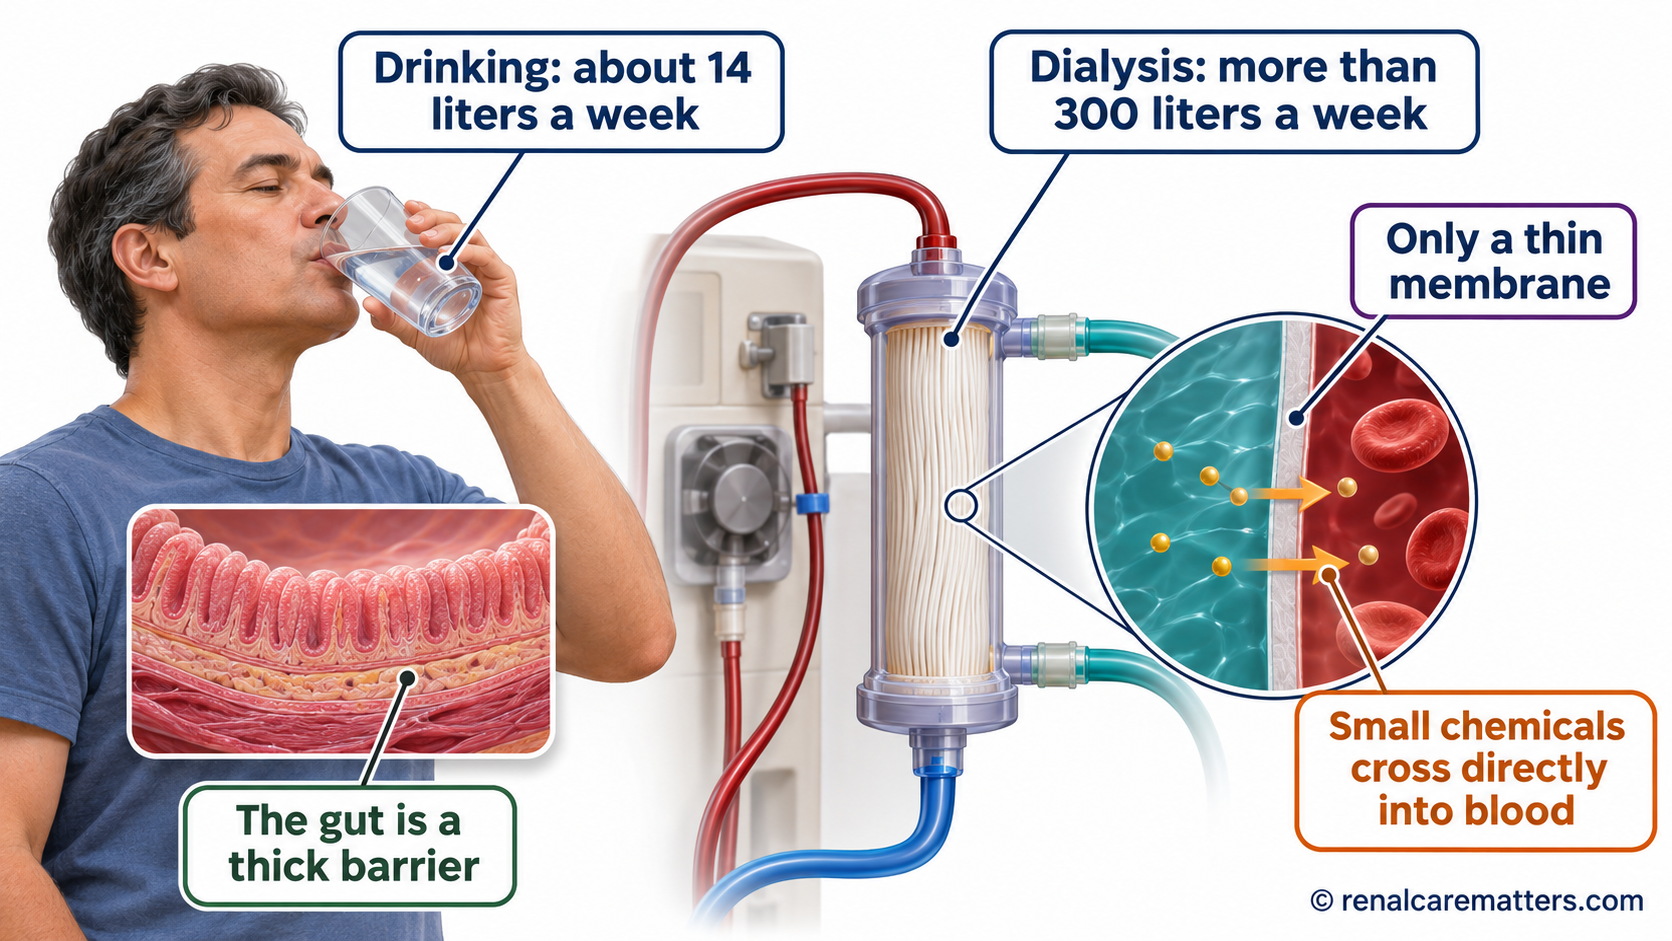 Drinking: about 14
liters a week
Dialysis: more than
300 liters a week
Only a thin
membrane
Small chemicals
cross directly
into blood
The gut is a
thick barrier
© renalcarematters.com